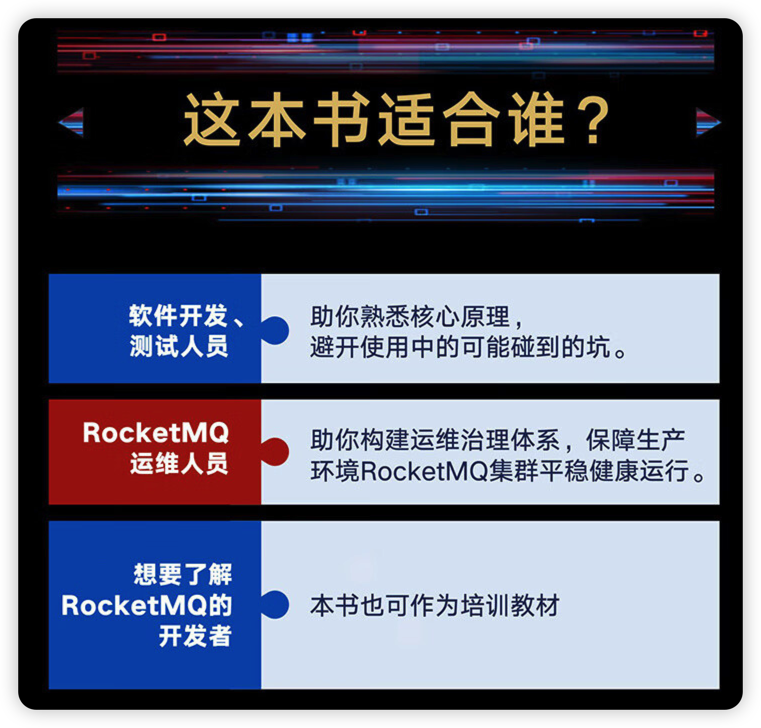 这本书适合谁？
软件开发、
测试人员
助你熟悉核心原理，
避开使用中的可能碰到的坑。
RocketMQ
运维人员
助你构建运维治理体系，保障生产
环境RocketMQ集群平稳健康运行。
想要了解
RocketMQ的
开发者
本书也可作为培训教材